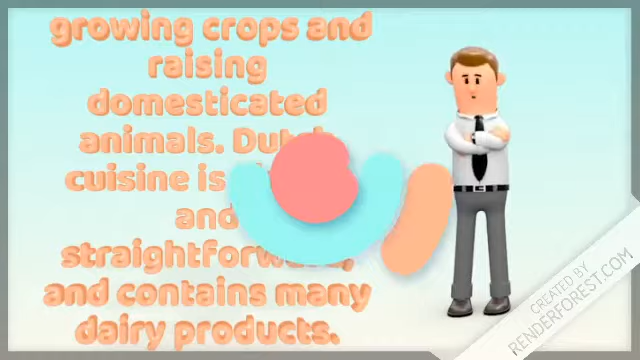 growing crops and
raising
domesticated
animals. Dutch
cuisine is
and
straightforward,
and contains many
dairy products.
CREATED BY
RENDERFOREST.COM